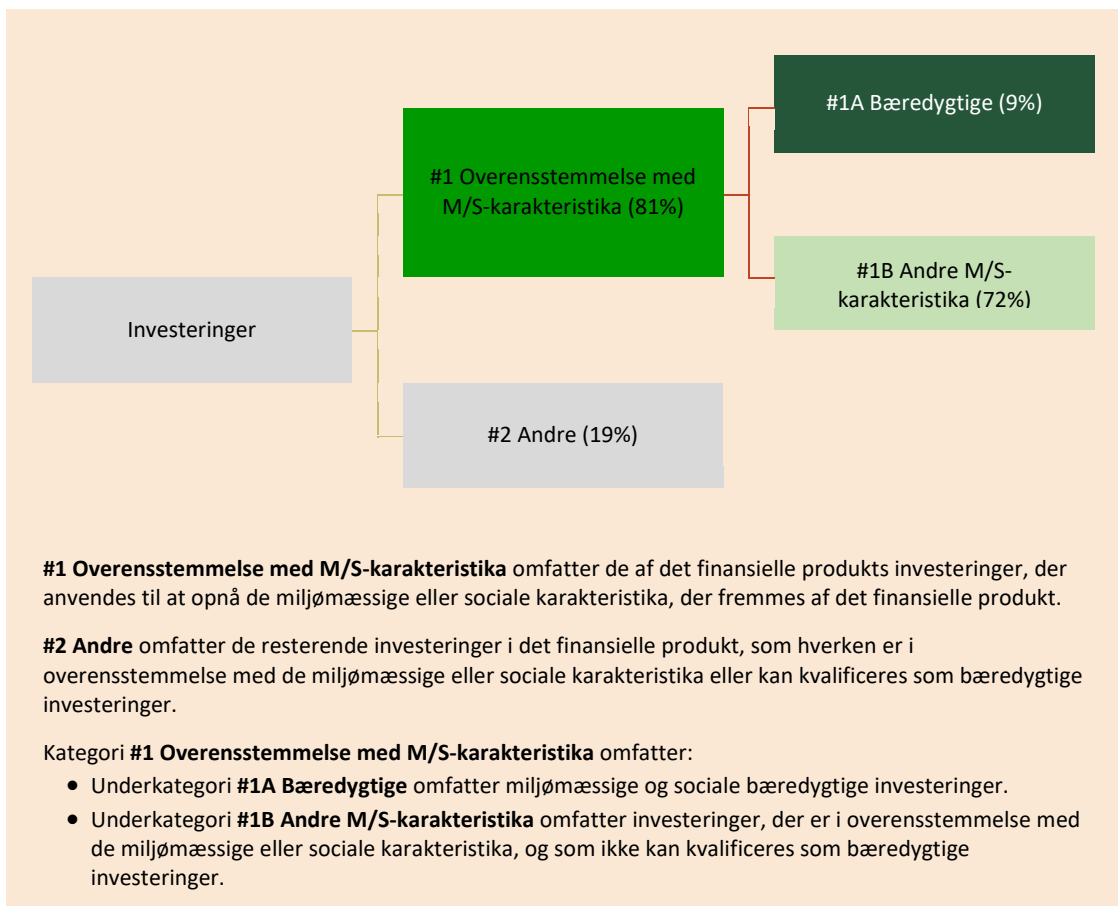 #1A Bæredygtige (9%)
#1 Overensstemmelse med
M/S-karakteristika (81%)
#1B Andre M/S-
karakteristika (72%)
Investeringer
#2 Andre (19%)
#1 Overensstemmelse med M/S-karakteristika omfatter de af det finansielle produkts investeringer, der
anvendes til at opnå de miljømæssige eller sociale karakteristika, der fremmes af det finansielle produkt.
#2 Andre omfatter de resterende investeringer i det finansielle produkt, som hverken er i
overensstemmelse med de miljømæssige eller sociale karakteristika eller kan kvalificeres som bæredygtige
investeringer.
Kategori #1 Overensstemmelse med M/S-karakteristika omfatter:
• Underkategori #1A Bæredygtige omfatter miljømæssige og sociale bæredygtige investeringer.
• Underkategori #1B Andre M/S-karakteristika omfatter investeringer, der er i overensstemmelse med
de miljømæssige eller sociale karakteristika, og som ikke kan kvalificeres som bæredygtige
investeringer.